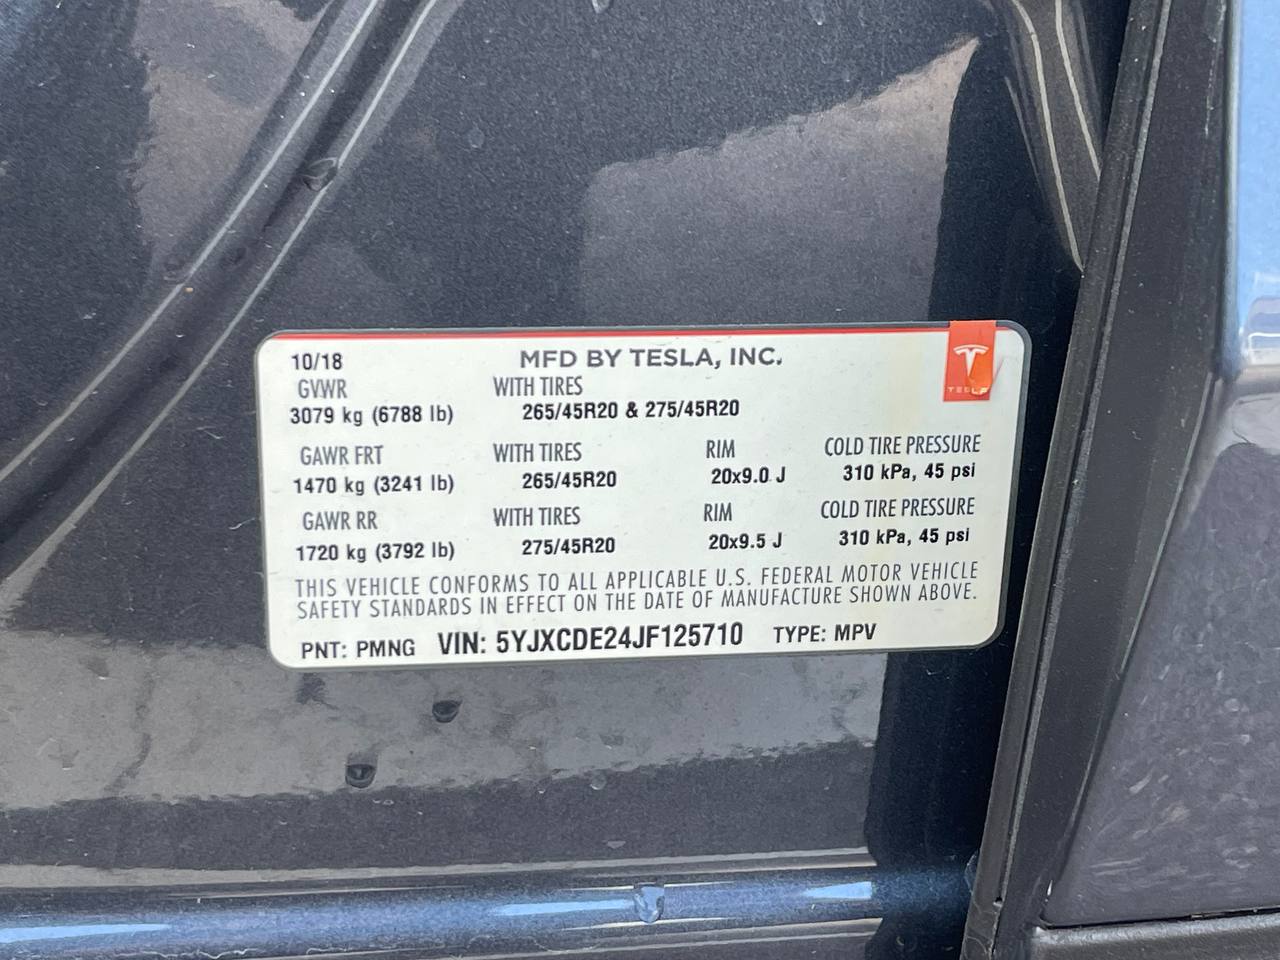 10/18 MFD BY TESLA, INC.
TESLA
GVWR WITH TIRES
3079 kg (6788 lb) 265/45R20 & 275/45R20
GAWR FRT WITH TIRES RIM COLD TIRE PRESSURE
1470 kg (3241 lb) 265/45R20 20x9.0 J 310 kPa, 45 psi
GAWR RR WITH TIRES RIM COLD TIRE PRESSURE
1720 kg (3792 lb) 275/45R20 20x9.5 J 310 kPa, 45 psi
THIS VEHICLE CONFORMS TO ALL APPLICABLE U.S. FEDERAL MOTOR VEHICLE
SAFETY STANDARDS IN EFFECT ON THE DATE OF MANUFACTURE SHOWN ABOVE.
PNT: PMNG VIN: 5YJXCDE24JF125710 TYPE: MPV